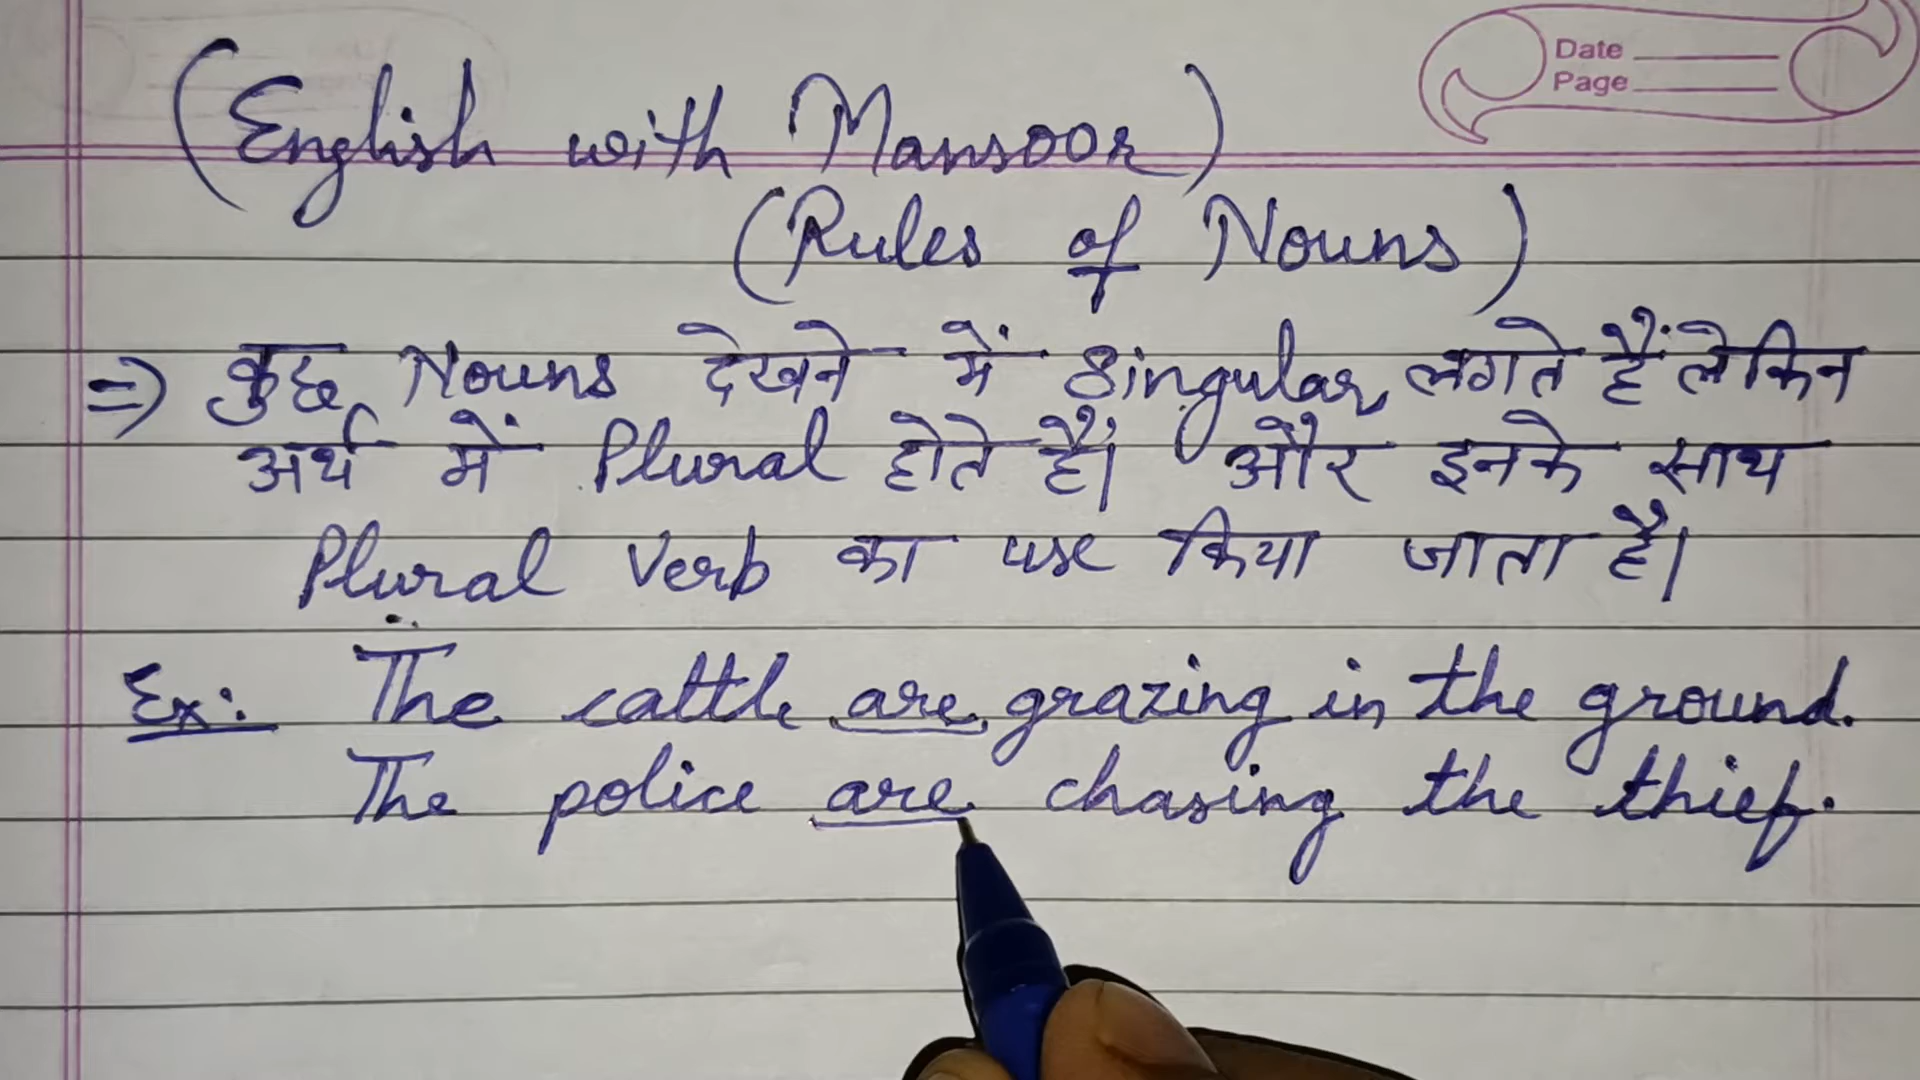 Date
Page
(English with Mansoor)
(Rules of Nouns)
=> कुछ Nouns देखने में Singular लगते हैं लेकिन
अर्थ में Plural होते हैं। और इनके साथ
Plural Verb का use किया जाता है।
Ex: The cattle are grazing in the ground.
The police are chasing the thief.